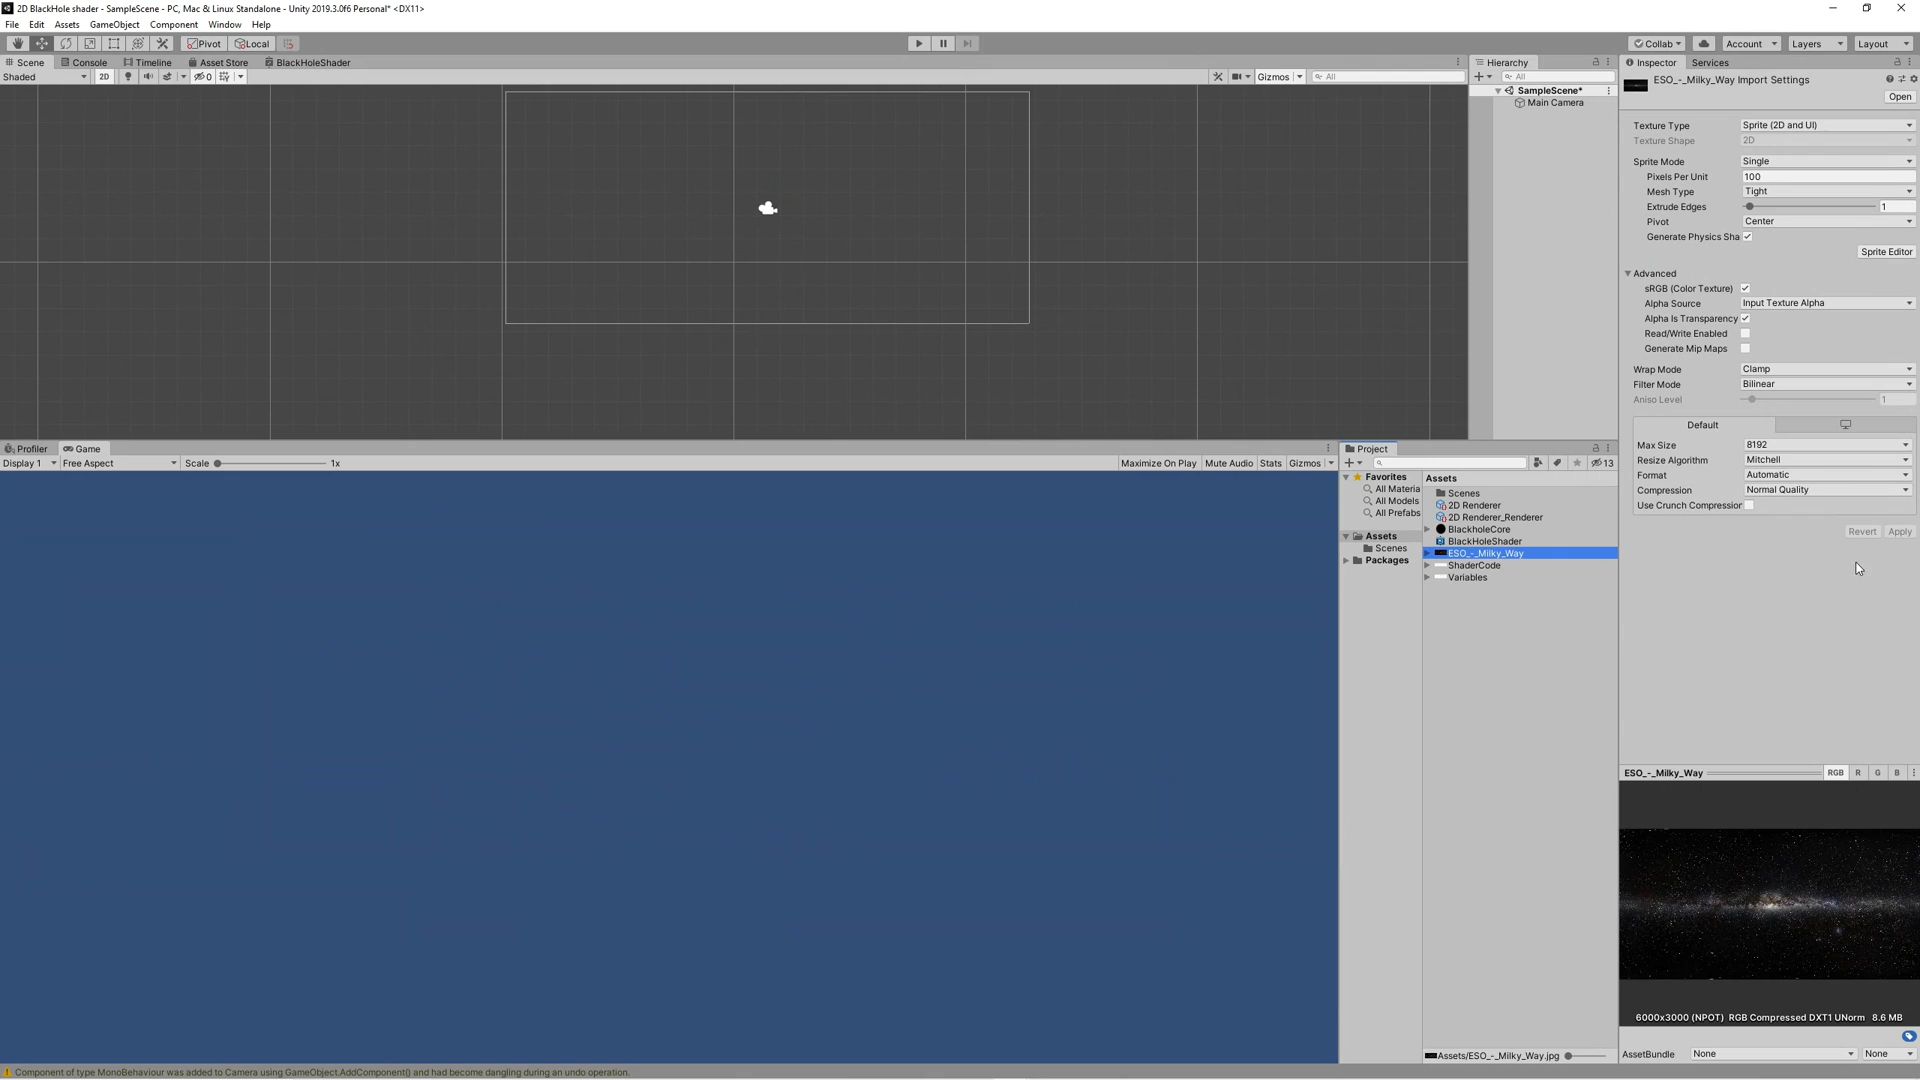 2D BlackHole shader - SampleScene - PC, Mac & Linux Standalone - Unity 2019.3.0f6 Personal* <DX11>
File Edit Assets GameObject Component Window Help
Pivot Local Collab Account Layers Layout
Scene Console Timeline Asset Store BlackHoleShader
Shaded 2D 0 Gizmos All
Hierarchy
All
SampleScene*
Main Camera
Inspector Services
ESO_-_Milky_Way Import Settings
Open
Texture Type Sprite (2D and UI)
Texture Shape 2D
Sprite Mode Single
Pixels Per Unit 100
Mesh Type Tight
Extrude Edges 1
Pivot Center
Generate Physics Sha
Sprite Editor
Advanced
sRGB (Color Texture)
Alpha Source Input Texture Alpha
Alpha Is Transparency
Read/Write Enabled
Generate Mip Maps
Wrap Mode Clamp
Filter Mode Bilinear
Aniso Level 1
Default
Max Size 8192
Resize Algorithm Mitchell
Format Automatic
Compression Normal Quality
Use Crunch Compression
Revert Apply
Profiler Game
Display 1 Free Aspect Scale 1x Maximize On Play Mute Audio Stats Gizmos
Project
13
Favorites
All Materia
All Models
All Prefabs
Assets
Scenes
Packages
Assets
Scenes
2D Renderer
2D Renderer_Renderer
BlackholeCore
BlackHoleShader
ESO_-_Milky_Way
ShaderCode
Variables
Assets/ESO_-_Milky_Way.jpg
ESO_-_Milky_Way RGB R G B
6000x3000 (NPOT) RGB Compressed DXT1 UNorm 8.6 MB
AssetBundle None None
Component of type MonoBehaviour was added to Camera using GameObject.AddComponent() and had become dangling during an undo operation.